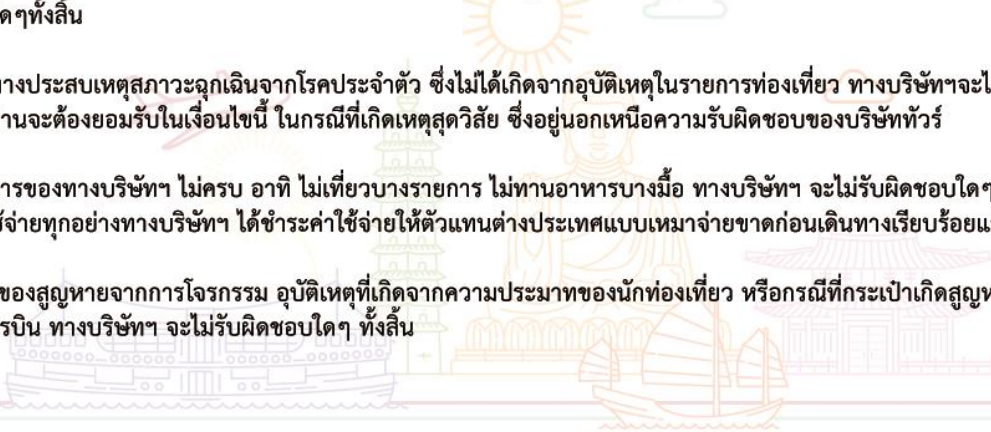 ดๆทั้งสิ้น
ทางประสบเหตุสภาวะฉุกเฉินจากโรคประจำตัว ซึ่งไม่ได้เกิดจากอุบัติเหตุในรายการท่องเที่ยว ทางบริษัทฯจะไ
านจะต้องยอมรับในเงื่อนไขนี้ ในกรณีที่เกิดเหตุสุดวิสัย ซึ่งอยู่นอกเหนือความรับผิดชอบของบริษัททัวร์
ารของทางบริษัทฯ ไม่ครบ อาทิ ไม่เที่ยวบางรายการ ไม่ทานอาหารบางมื้อ ทางบริษัทฯ จะไม่รับผิดชอบใดๆ
ช้จ่ายทุกอย่างทางบริษัทฯ ได้ชำระค่าใช้จ่ายให้ตัวแทนต่างประเทศแบบเหมาจ่ายขาดก่อนเดินทางเรียบร้อยแ
ของสูญหายจากการโจรกรรม อุบัติเหตุที่เกิดจากความประมาทของนักท่องเที่ยว หรือกรณีที่กระเป๋าเกิดสูญห
รบิน ทางบริษัทฯ จะไม่รับผิดชอบใดๆ ทั้งสิ้น